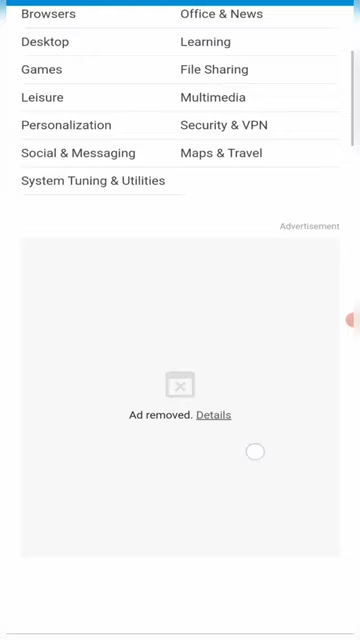 Browsers Office & News
Desktop Learning
Games File Sharing
Leisure Multimedia
Personalization Security & VPN
Social & Messaging Maps & Travel
System Tuning & Utilities
Advertisement
Ad removed. Details